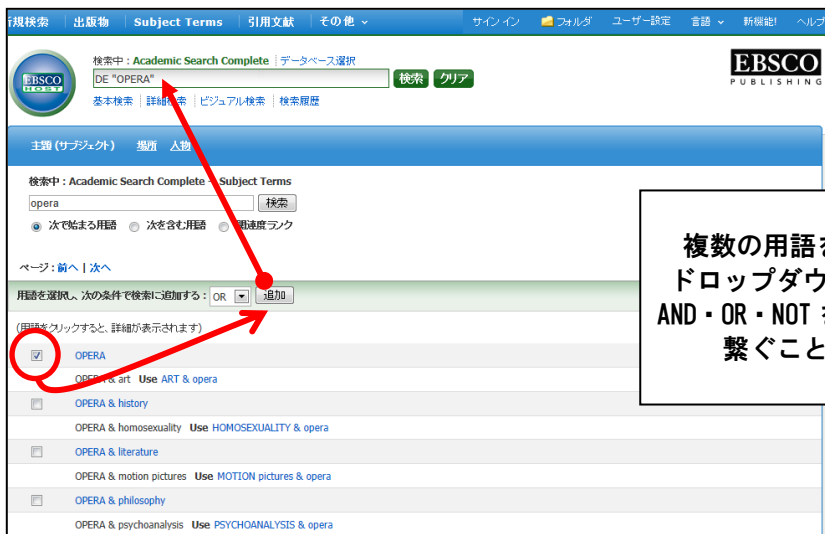 規検索 出版物 Subject Terms 引用文献 その他 サインイン フォルダ ユーザー設定 言語 新機能! ヘルプ
検索中 : Academic Search Complete データベース選択
DE "OPERA" 検索 クリア
EBSCO HOST
EBSCO PUBLISHING
基本検索 詳細検索 ビジュアル検索 検索履歴
主題 (サブジェクト) 場所 人物
検索中 : Academic Search Complete -- Subject Terms
opera 検索
次で始まる用語 次を含む用語 関連度ランク
ページ : 前へ | 次へ
用語を選択し、次の条件で検索に追加する : OR 追加
(用語をクリックすると、詳細が表示されます)
OPERA
OPERA & art Use ART & opera
OPERA & history
OPERA & homosexuality Use HOMOSEXUALITY & opera
OPERA & literature
OPERA & motion pictures Use MOTION pictures & opera
OPERA & philosophy
OPERA & psychoanalysis Use PSYCHOANALYSIS & opera
複数の用語を
ドロップダウ
AND・OR・NOT
繋ぐこと